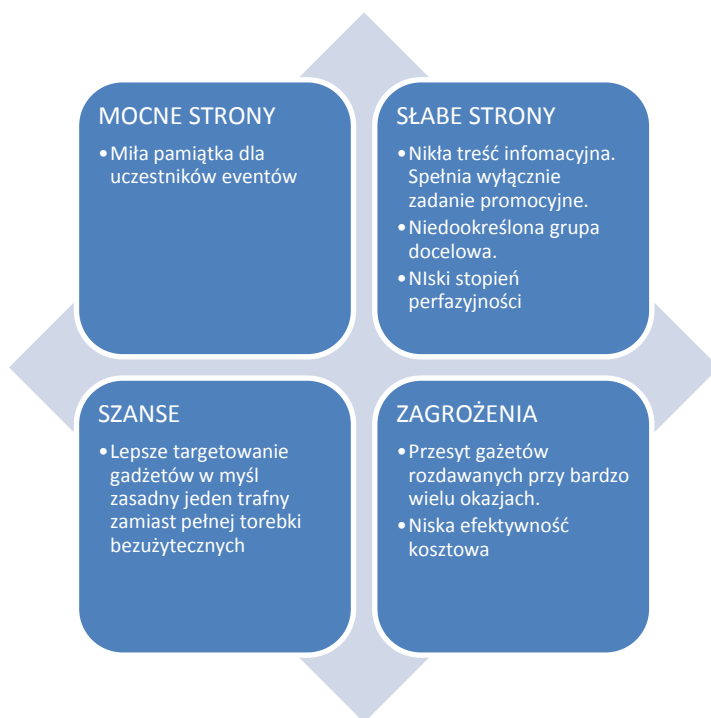 MOCNE STRONY
•Miła pamiątka dla
uczestników eventów
SŁABE STRONY
•Nikła treść infomacyjna.
Spełnia wyłącznie
zadanie promocyjne.
•Niedookreślona grupa
docelowa.
•NIski stopień
perfazyjności
SZANSE
•Lepsze targetowanie
gadżetów w myśl
zasadny jeden trafny
zamiast pełnej torebki
bezużytecznych
ZAGROŻENIA
•Przesyt gażetów
rozdawanych przy bardzo
wielu okazjach.
•Niska efektywność
kosztowa